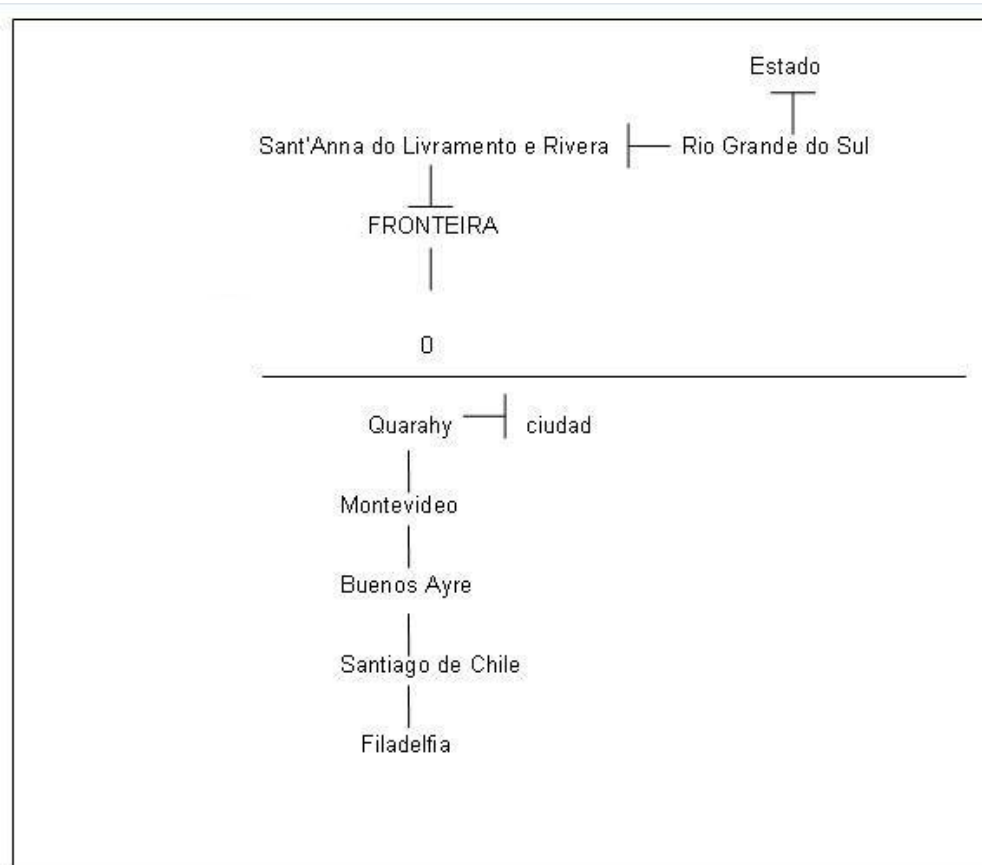 Estado
Sant'Anna do Livramento e Rivera Rio Grande do Sul
FRONTEIRA
0
Quarahy ciudad
Montevideo
Buenos Ayre
Santiago de Chile
Filadelfia